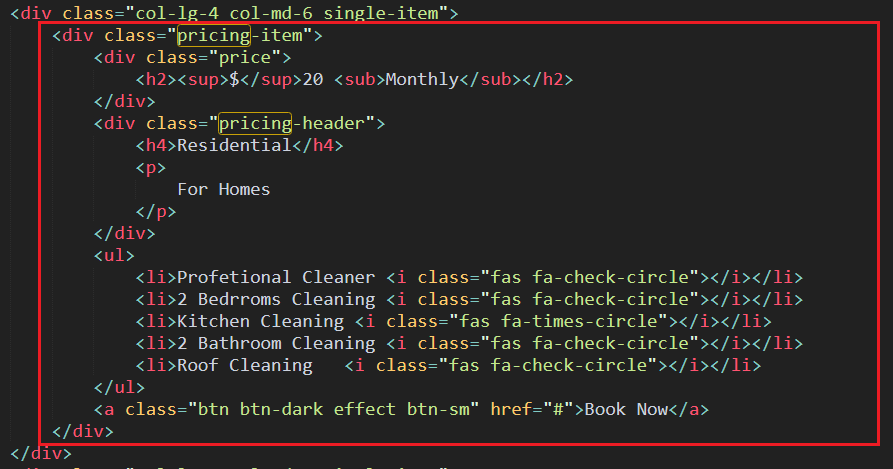 <div class="col-lg-4 col-md-6 single-item">
<div class="pricing-item">
<div class="price">
<h2><sup>$</sup>20 <sub>Monthly</sub></h2>
</div>
<div class="pricing-header">
<h4>Residential</h4>
<p>
For Homes
</p>
</div>
<ul>
<li>Profetional Cleaner <i class="fas fa-check-circle"></i></li>
<li>2 Bedrroms Cleaning <i class="fas fa-check-circle"></i></li>
<li>Kitchen Cleaning <i class="fas fa-times-circle"></i></li>
<li>2 Bathroom Cleaning <i class="fas fa-check-circle"></i></li>
<li>Roof Cleaning   <i class="fas fa-check-circle"></i></li>
</ul>
<a class="btn btn-dark effect btn-sm" href="#">Book Now</a>
</div>
</div>